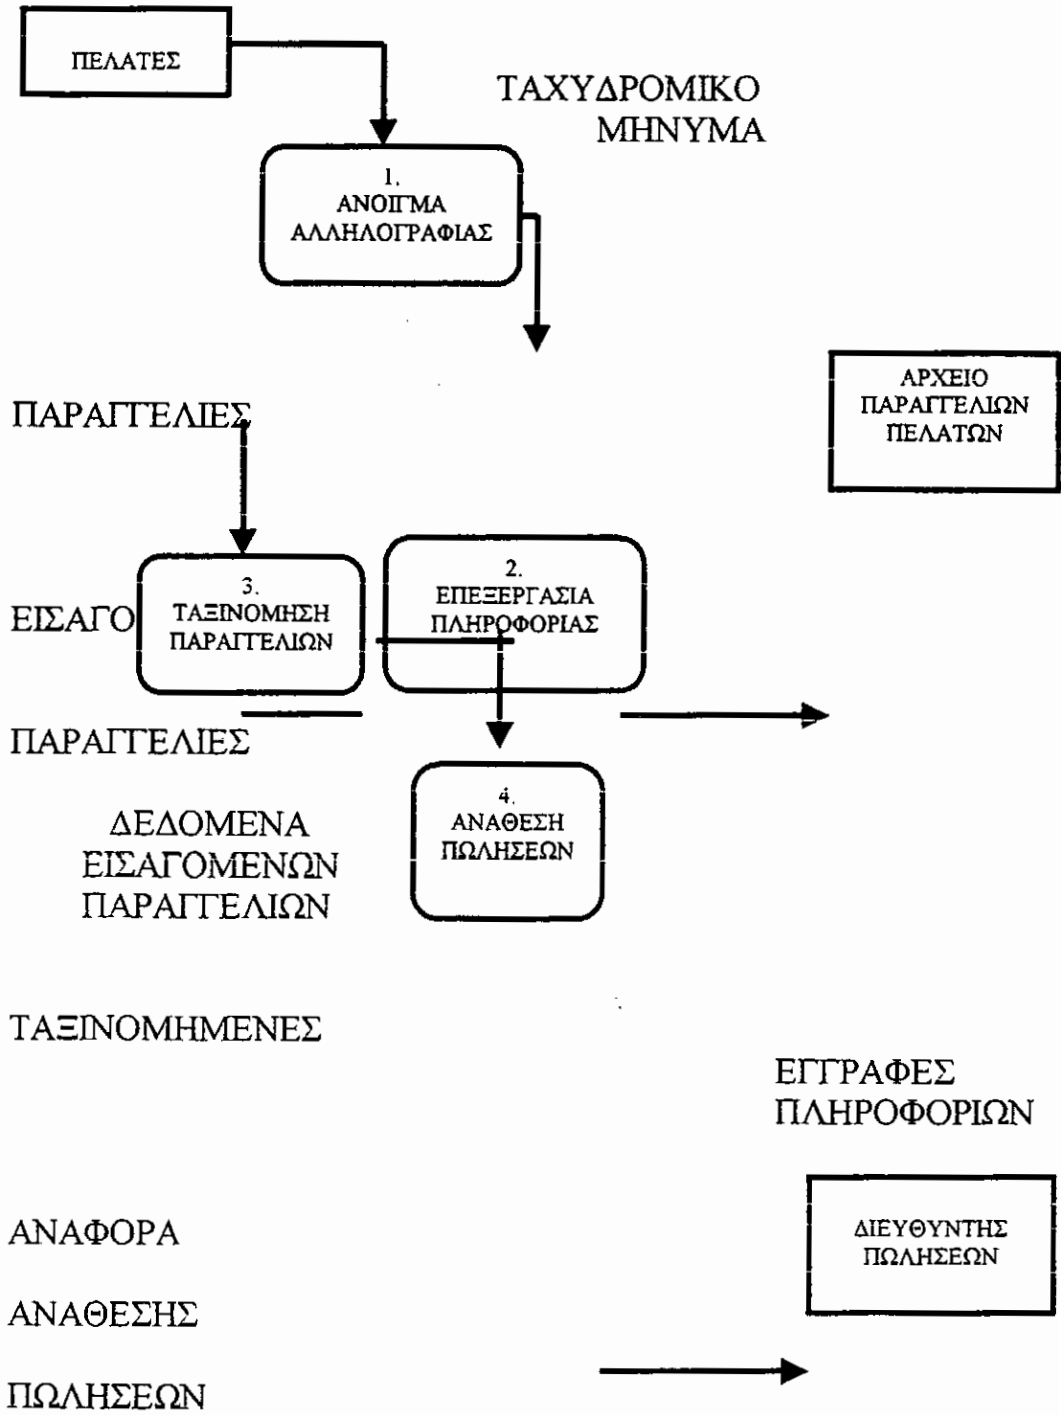 ΠΕΛΑΤΕΣ
ΤΑΧΥΔΡΟΜΙΚΟ
ΜΗΝΥΜΑ
1.
ΑΝΟΙΓΜΑ
ΑΛΛΗΛΟΓΡΑΦΙΑΣ
ΑΡΧΕΙΟ
ΠΑΡΑΓΓΕΛΙΩΝ
ΠΕΛΑΤΩΝ
ΠΑΡΑΓΓΕΛΙΕΣ
3.
ΤΑΞΙΝΟΜΗΣΗ
ΠΑΡΑΓΓΕΛΙΩΝ
2.
ΕΠΕΞΕΡΓΑΣΙΑ
ΠΛΗΡΟΦΟΡΙΑΣ
ΕΙΣΑΓΟ
ΠΑΡΑΓΓΕΛΙΕΣ
4.
ΑΝΑΘΕΣΗ
ΠΩΛΗΣΕΩΝ
ΔΕΔΟΜΕΝΑ
ΕΙΣΑΓΟΜΕΝΩΝ
ΠΑΡΑΓΓΕΛΙΩΝ
ΤΑΞΙΝΟΜΗΜΕΝΕΣ
ΕΓΓΡΑΦΕΣ
ΠΛΗΡΟΦΟΡΙΩΝ
ΑΝΑΦΟΡΑ
ΔΙΕΥΘΥΝΤΗΣ
ΠΩΛΗΣΕΩΝ
ΑΝΑΘΕΣΗΣ
ΠΩΛΗΣΕΩΝ